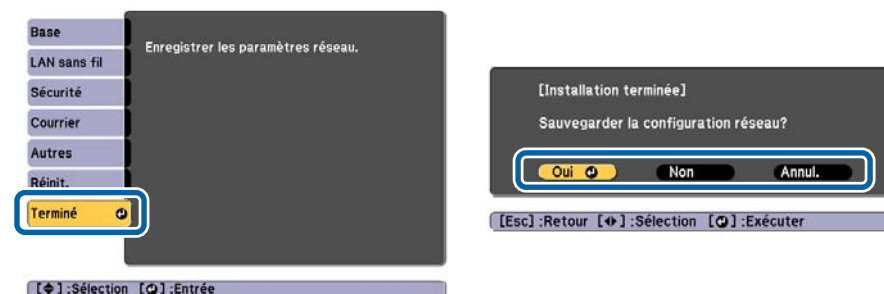 Base
LAN sans fil
Sécurité
Courrier
Autres
Réinit.
Terminé
Enregistrer les paramètres réseau.
[ ] :Sélection [ ] :Entrée
[Installation terminée]
Sauvegarder la configuration réseau?
Oui Non Annul.
[Esc] :Retour [ ] :Sélection [ ] :Exécuter